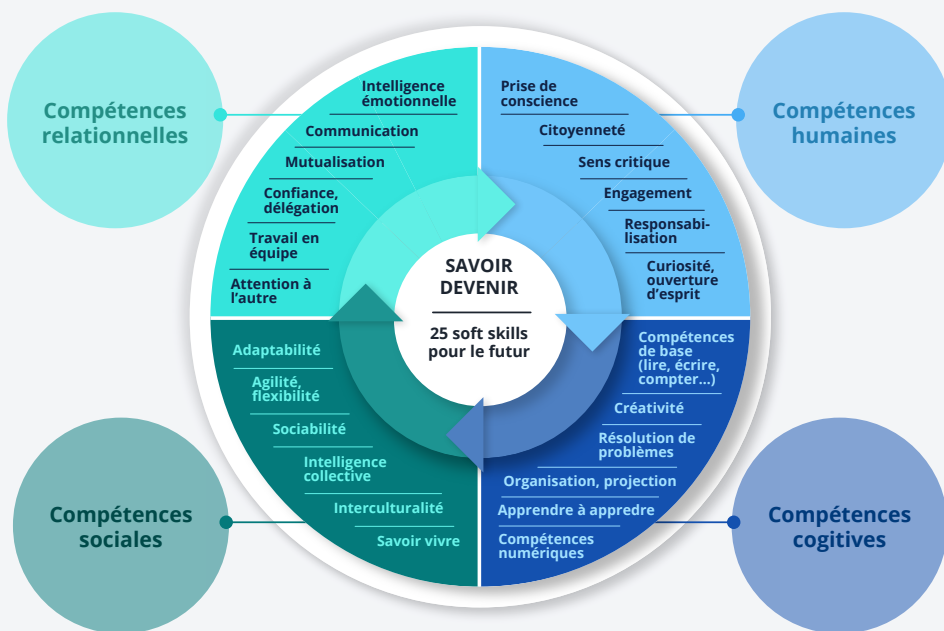 Compétences
relationnelles
Intelligence
émotionnelle
Communication
Mutualisation
Confiance,
délégation
Travail en
équipe
Attention à
l'autre
Compétences
humaines
Prise de
conscience
Citoyenneté
Sens critique
Engagement
Responsabi-
lisation
Curiosité,
ouverture
d'esprit
SAVOIR
DEVENIR
25 soft skills
pour le futur
Compétences
sociales
Adaptabilité
Agilité,
flexibilité
Sociabilité
Intelligence
collective
Interculturalité
Savoir vivre
Compétences
de base
(lire, écrire,
compter...)
Créativité
Résolution de
problèmes
Organisation, projection
Apprendre à appredre
Compétences
numériques
Compétences
cogitives